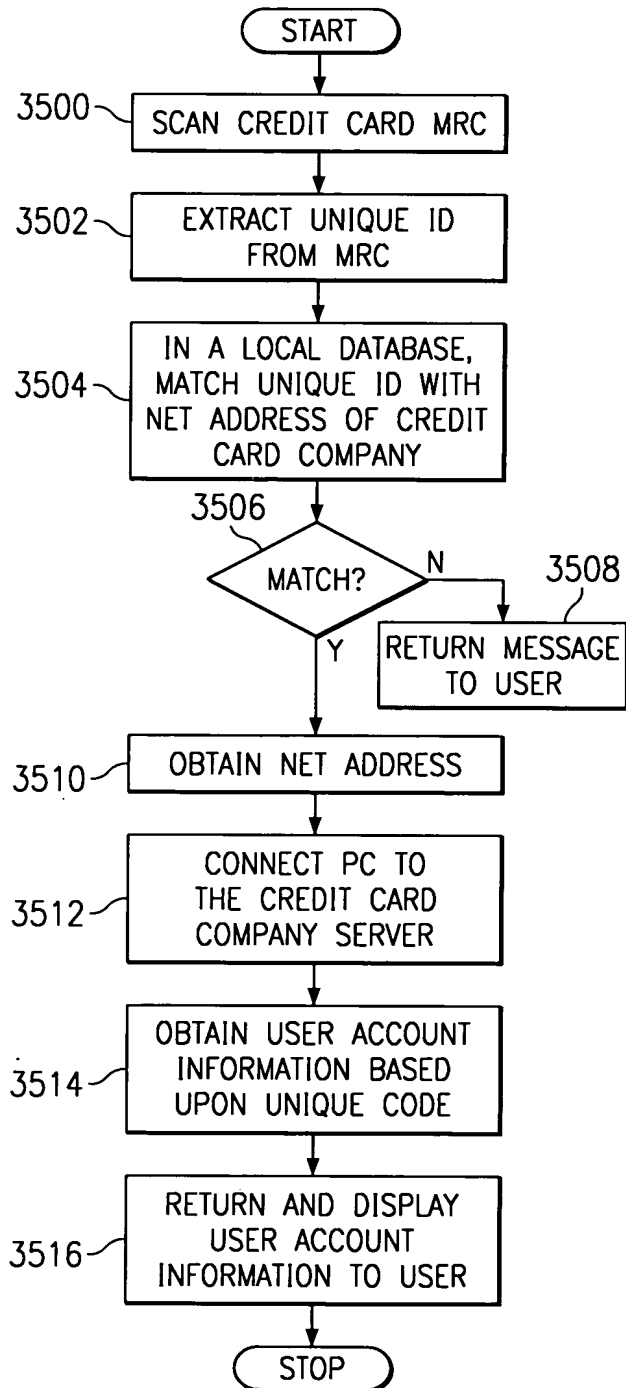 START
3500
SCAN CREDIT CARD MRC
3502
EXTRACT UNIQUE ID
FROM MRC
3504
IN A LOCAL DATABASE,
MATCH UNIQUE ID WITH
NET ADDRESS OF CREDIT
CARD COMPANY
3506
MATCH?
N
3508
RETURN MESSAGE
TO USER
Y
3510
OBTAIN NET ADDRESS
3512
CONNECT PC TO
THE CREDIT CARD
COMPANY SERVER
3514
OBTAIN USER ACCOUNT
INFORMATION BASED
UPON UNIQUE CODE
3516
RETURN AND DISPLAY
USER ACCOUNT
INFORMATION TO USER
STOP